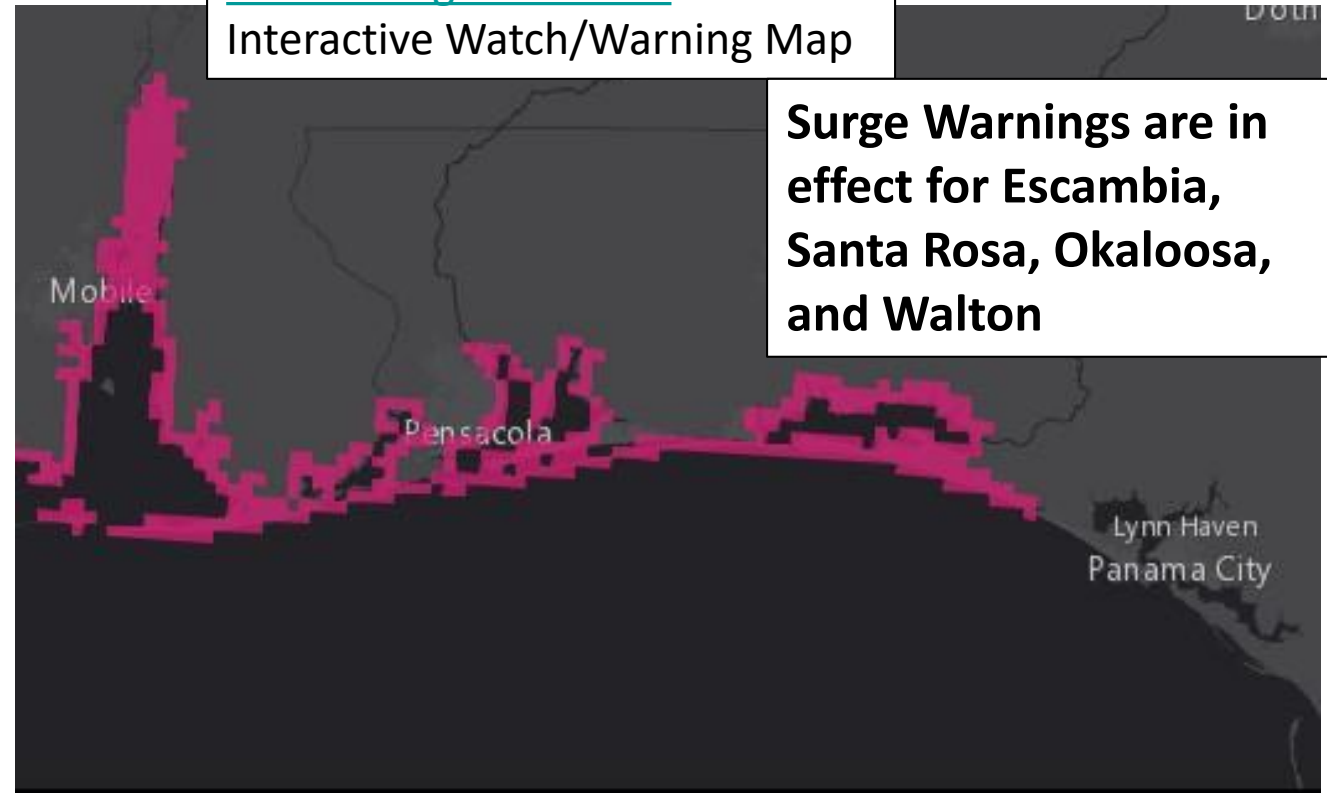 Interactive Watch/Warning Map
Surge Warnings are in
effect for Escambia,
Santa Rosa, Okaloosa,
and Walton
Mobile
Pensacola
Lynn Haven
Panama City